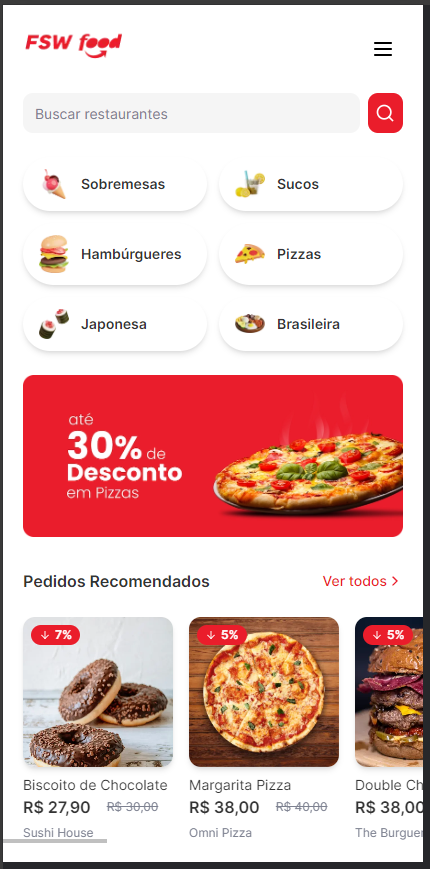 FSW food
Buscar restaurantes
Sobremesas
Sucos
Hambúrgueres
Pizzas
Japonesa
Brasileira
até
30% de
Desconto
em Pizzas
Pedidos Recomendados
Ver todos
7%
5%
5%
Biscoito de Chocolate
Margarita Pizza
Double Ch
R$ 27,90 R$ 30,00
R$ 38,00 R$ 40,00
R$ 38,00
Sushi House
Omni Pizza
The Burguer